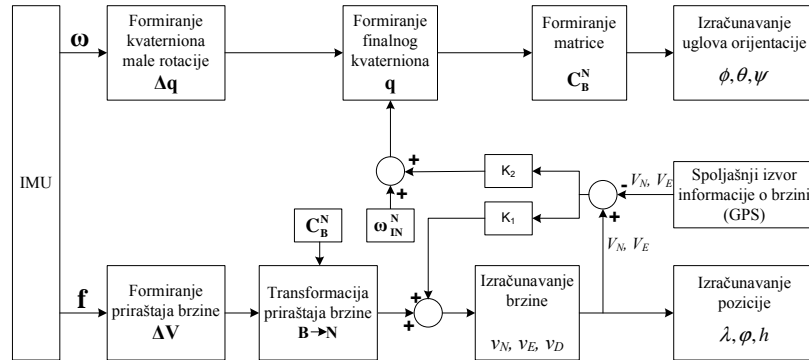 IMU
ω
Formiranje
kvaterniona
male rotacije
Δq
Formiranje
finalnog
kvaterniona
q
Formiranje
matrice
C_B^N
Izračunavanje
uglova orijentacije
ϕ,θ,ψ
+
+
K₂
K₁
-
+
V_N, V_E
V_N, V_E
Spoljašnji izvor
informacije o brzini
(GPS)
C_B^N
ω_IN^N
f
Formiranje
priraštaja brzine
ΔV
Transformacija
priraštaja brzine
B→N
+
+
Izračunavanje
brzine
v_N, v_E, v_D
Izračunavanje
pozicije
λ,φ,h